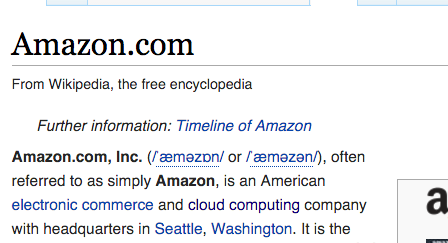 Amazon.com
From Wikipedia, the free encyclopedia
Further information: Timeline of Amazon
Amazon.com, Inc. (/ˈæməzɒn/ or /ˈæməzən/), often
referred to as simply Amazon, is an American
electronic commerce and cloud computing company
with headquarters in Seattle, Washington. It is the
a